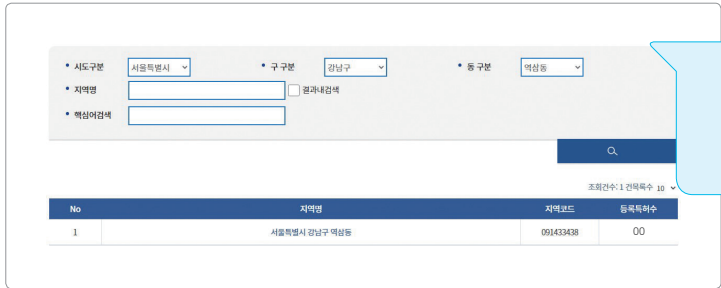 • 시도구분 서울특별시 • 구 구분 강남구 • 동 구분 역삼동
• 지역명 결과내검색
• 핵심어검색
조회건수: 1 건목록수 10
No 지역명 지역코드 등록특허수
1 서울특별시 강남구 역삼동 091433438 00